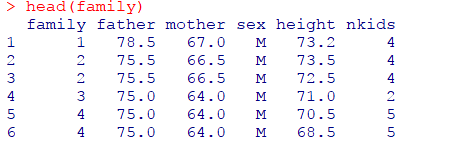 > head(family)
family father mother sex height nkids
1 1 78.5 67.0 M 73.2 4
2 2 75.5 66.5 M 73.5 4
3 2 75.5 66.5 M 72.5 4
4 3 75.0 64.0 M 71.0 2
5 4 75.0 64.0 M 70.5 5
6 4 75.0 64.0 M 68.5 5